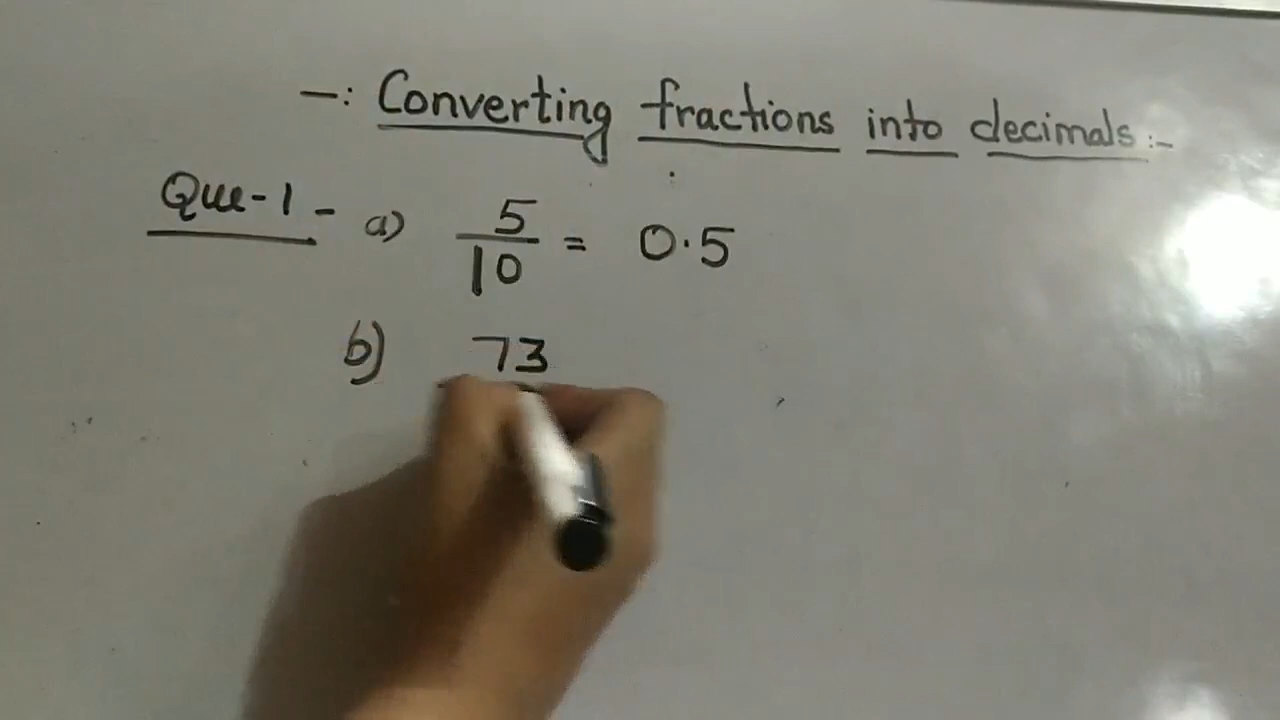 -: Converting fractions into decimals :-
Que-1 - a) 5/10 = 0.5
b) 73